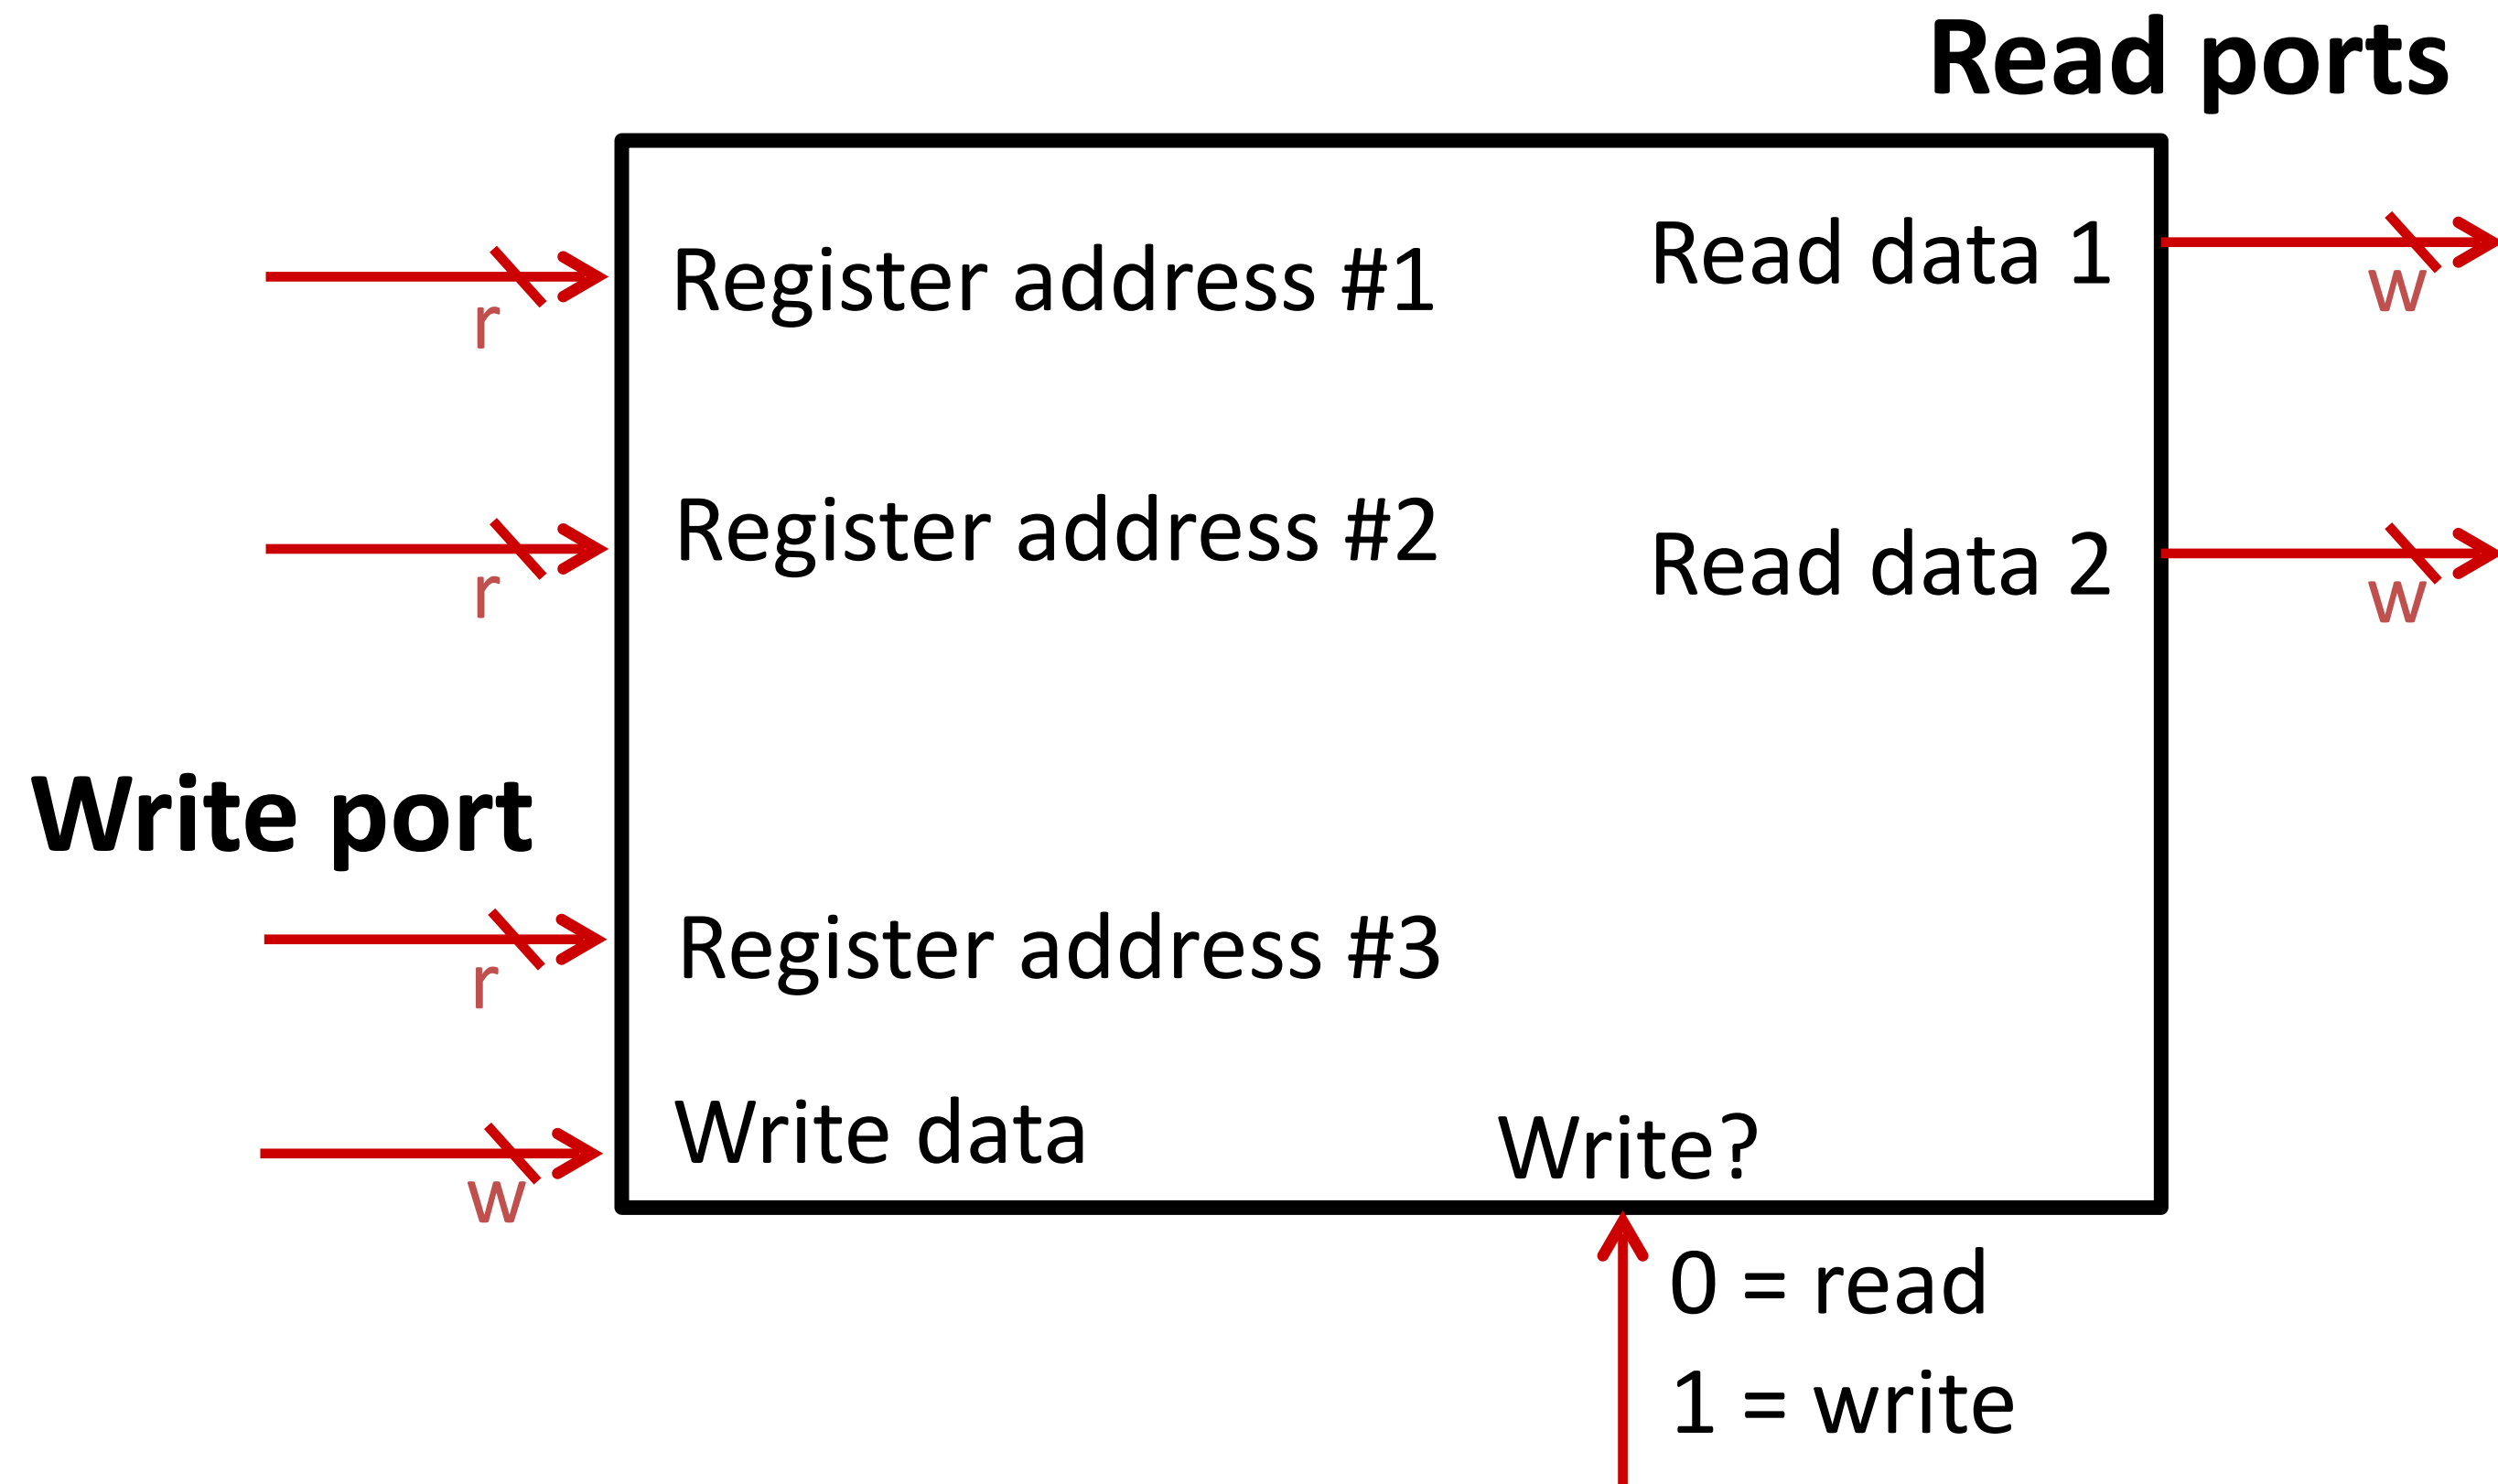 Read ports
Register address #1
Read data 1
r
w
Register address #2
Read data 2
r
w
Write port
Register address #3
r
Write data
Write?
w
0 = read
1 = write